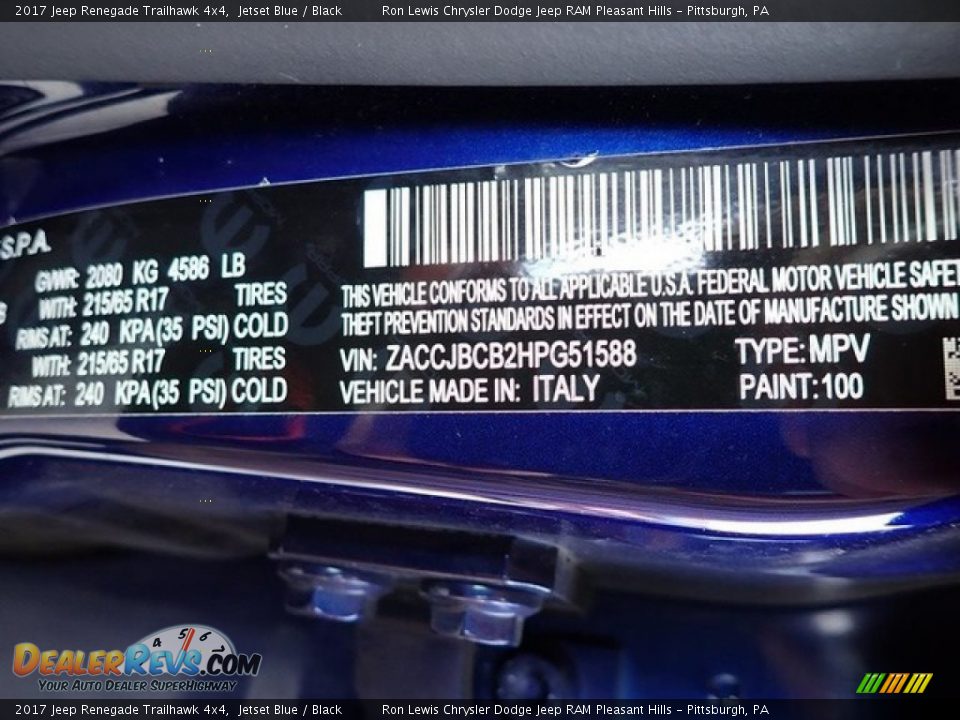 2017 Jeep Renegade Trailhawk 4x4,  Jetset Blue / Black        Ron Lewis Chrysler Dodge Jeep RAM Pleasant Hills - Pittsburgh, PA
S.P.A.
GVWR: 2080 KG 4586 LB
WITH: 215/65 R17 TIRES
RIMS AT: 240 KPA(35 PSI) COLD
WITH: 215/65 R17 TIRES
RIMS AT: 240 KPA(35 PSI) COLD
THIS VEHICLE CONFORMS TO ALL APPLICABLE U.S.A. FEDERAL MOTOR VEHICLE SAFET
THEFT PREVENTION STANDARDS IN EFFECT ON THE DATE OF MANUFACTURE SHOWN
VIN: ZACCJBCB2HPG51588 TYPE: MPV
VEHICLE MADE IN: ITALY PAINT: 100
4 5 6
DealerRevs.com
Your Auto Dealer SuperHighway
2017 Jeep Renegade Trailhawk 4x4,  Jetset Blue / Black        Ron Lewis Chrysler Dodge Jeep RAM Pleasant Hills - Pittsburgh, PA